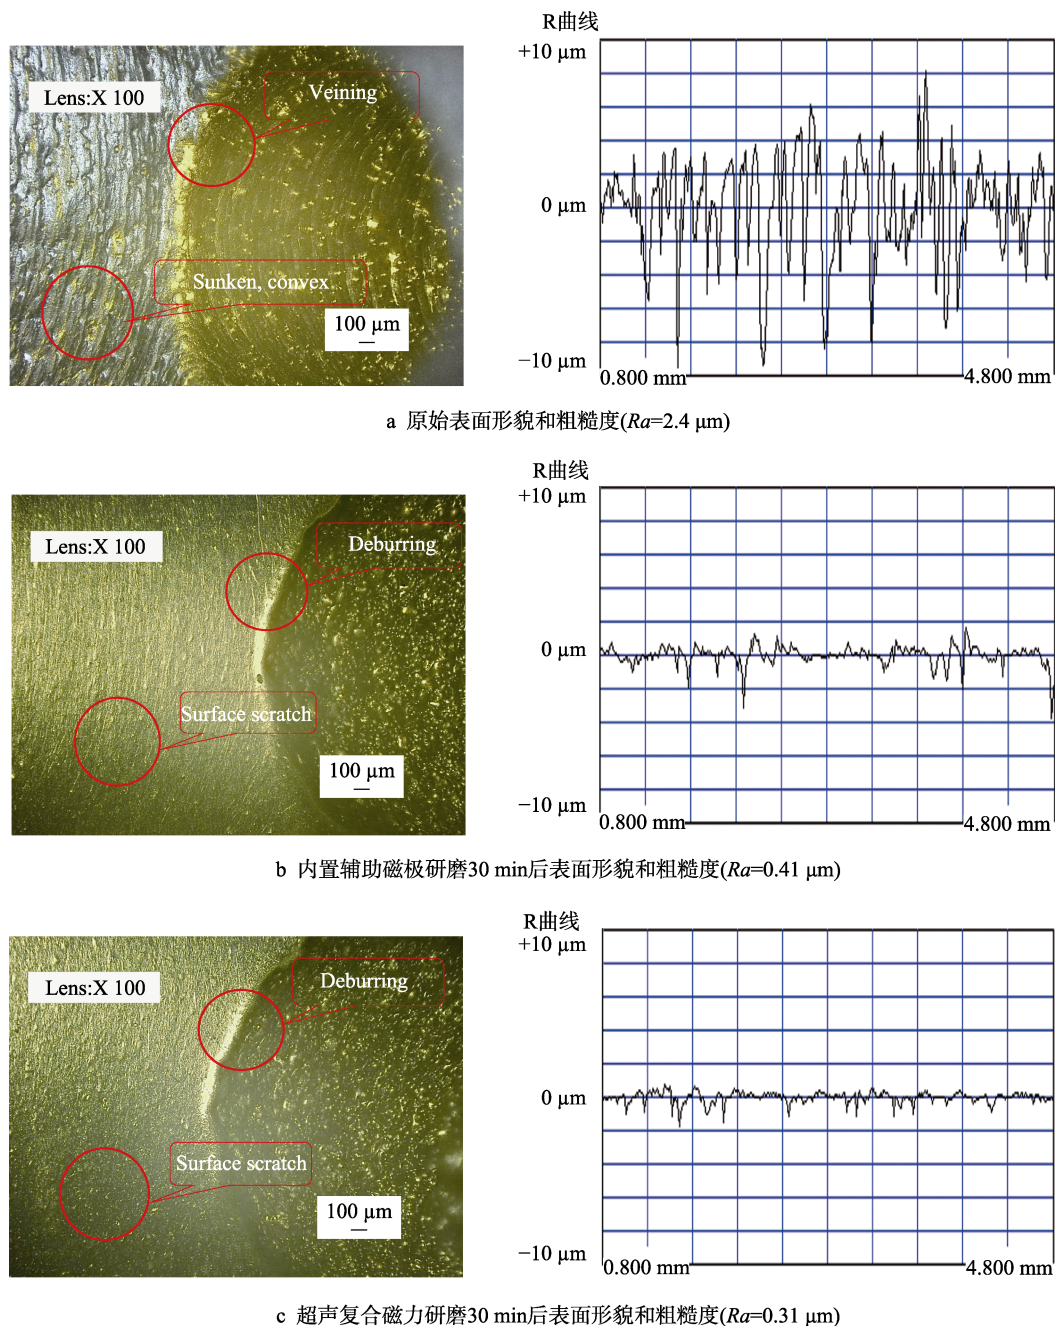 R曲线
+10 μm
Lens:X 100
Veining
0 μm
Sunken, convex
100 μm
−10 μm
0.800 mm
4.800 mm
a 原始表面形貌和粗糙度(Ra=2.4 μm)
R曲线
+10 μm
Lens:X 100
Deburring
0 μm
Surface scratch
100 μm
−10 μm
0.800 mm
4.800 mm
b 内置辅助磁极研磨30 min后表面形貌和粗糙度(Ra=0.41 μm)
R曲线
+10 μm
Lens:X 100
Deburring
0 μm
Surface scratch
100 μm
−10 μm
0.800 mm
4.800 mm
c 超声复合磁力研磨30 min后表面形貌和粗糙度(Ra=0.31 μm)